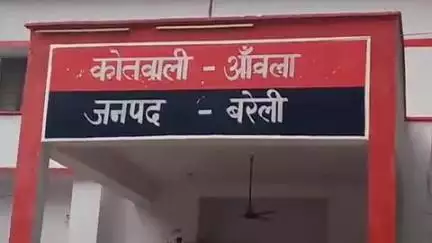 कोतवाली - आँवला
जनपद - बरेली